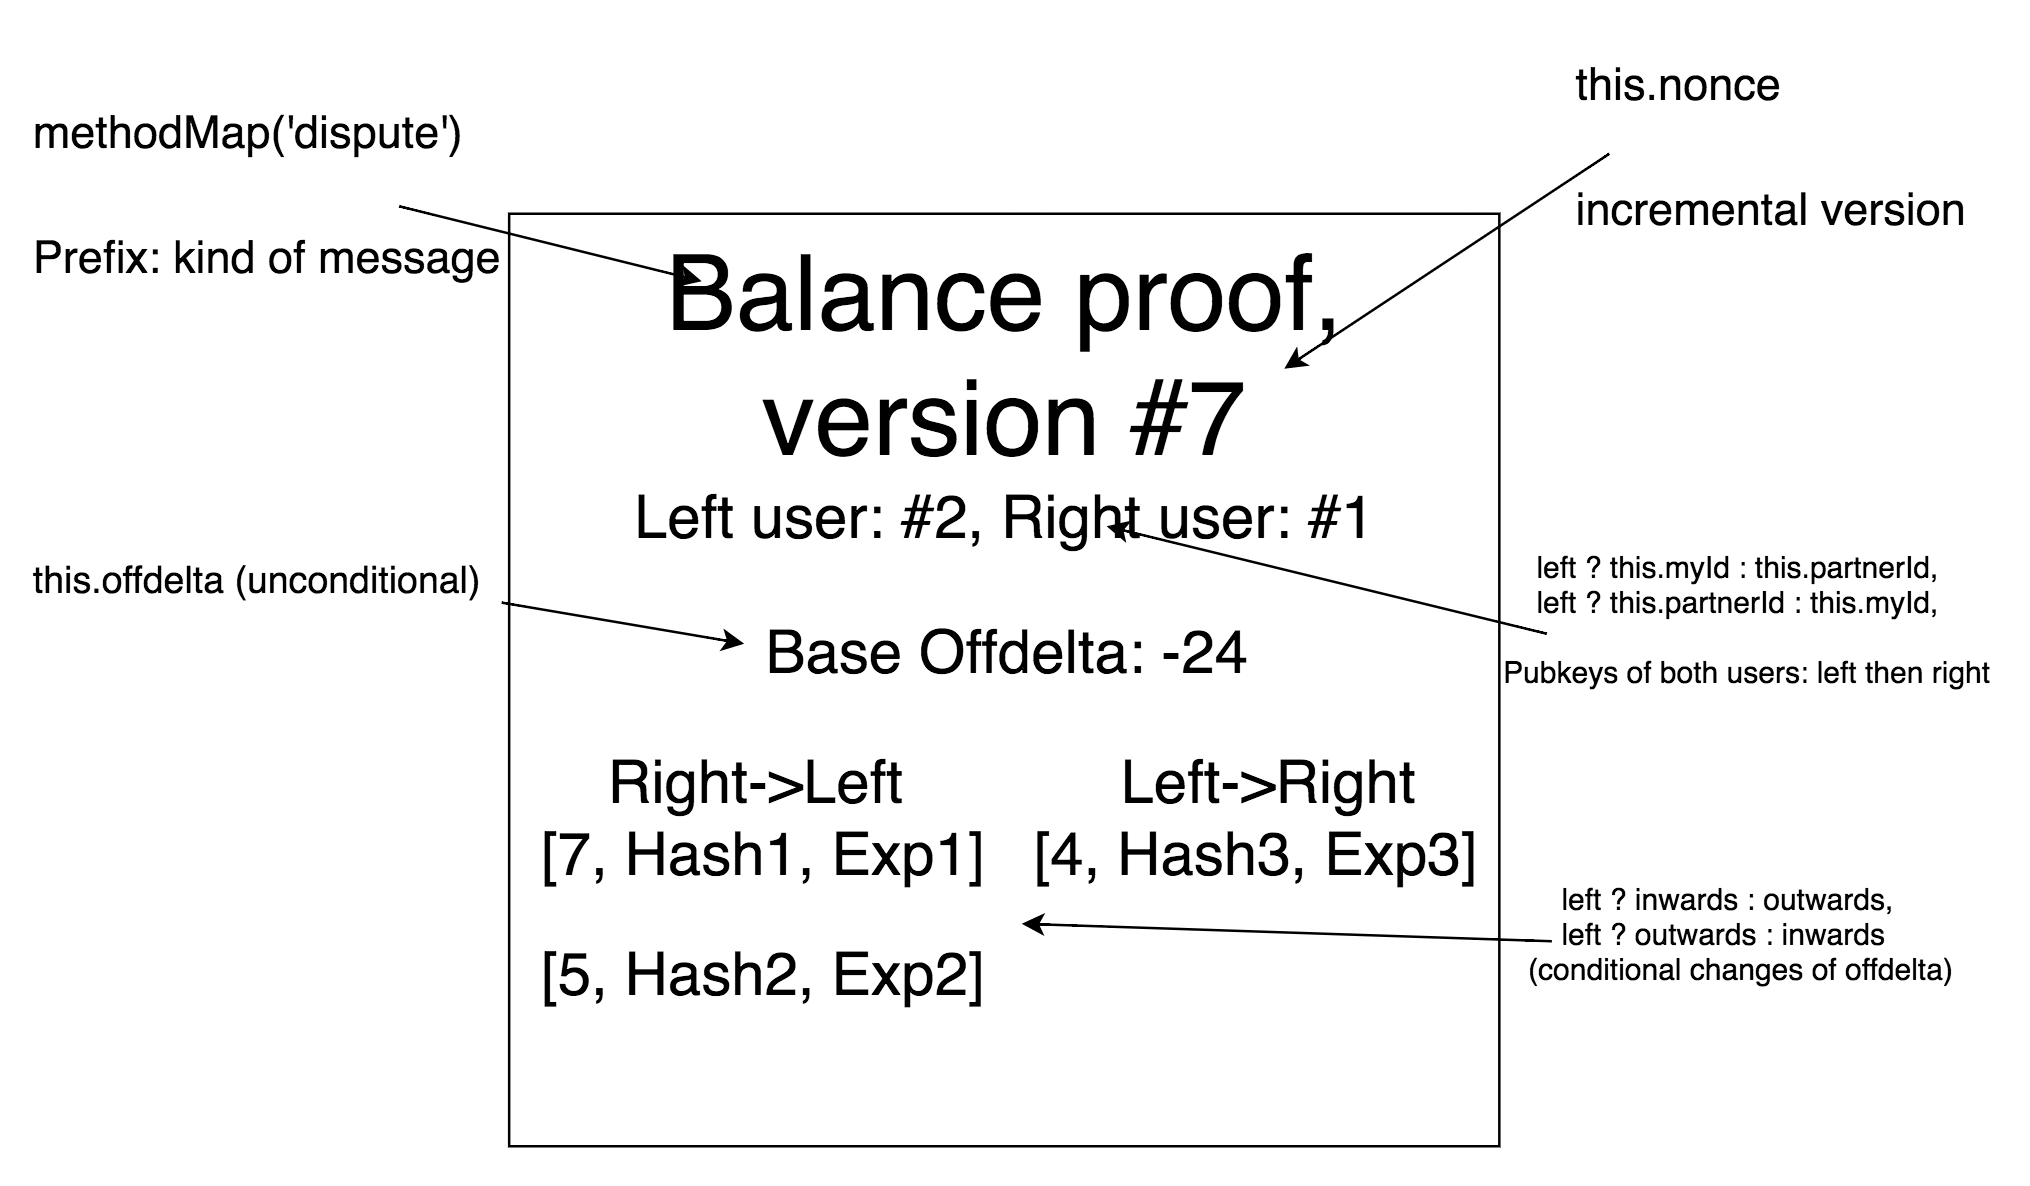 methodMap('dispute')
Prefix: kind of message
this.nonce
incremental version
Balance proof,
version #7
Left user: #2, Right user: #1
this.offdelta (unconditional)
left ? this.myId : this.partnerId,
left ? this.partnerId : this.myId,
Pubkeys of both users: left then right
Base Offdelta: -24
Right->Left
[7, Hash1, Exp1]
[5, Hash2, Exp2]
Left->Right
[4, Hash3, Exp3]
left ? inwards : outwards,
left ? outwards : inwards
(conditional changes of offdelta)